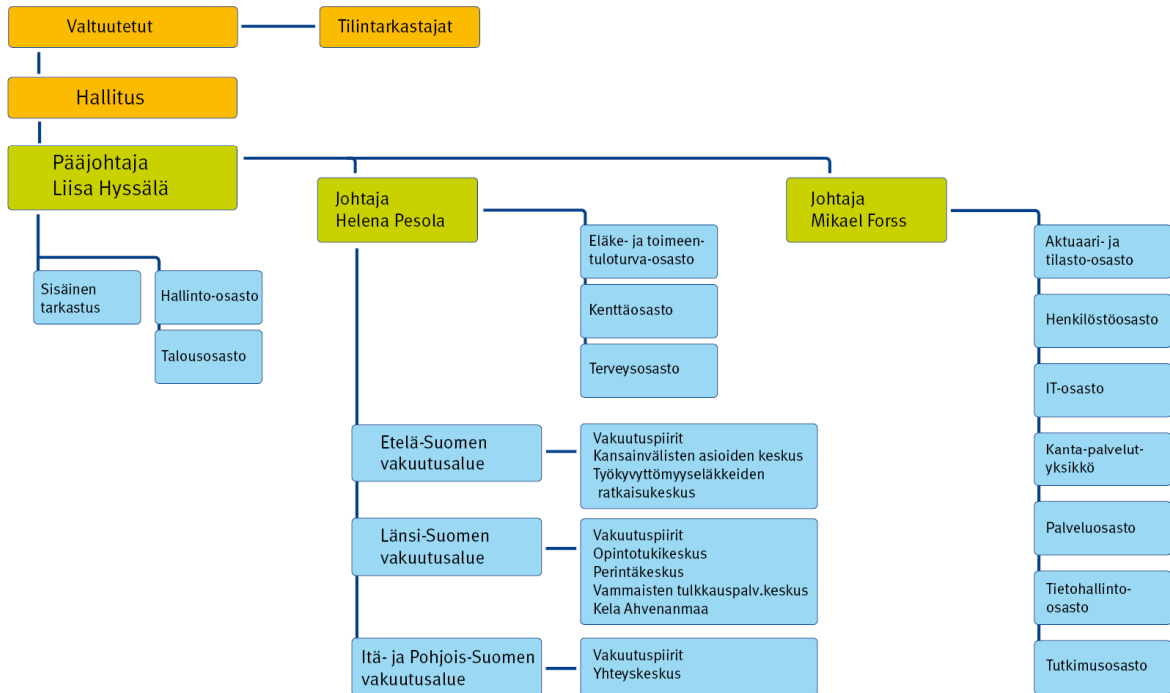 Valtuutetut
Tilintarkastajat
Hallitus
Pääjohtaja
Liisa Hyssälä
Johtaja
Helena Pesola
Johtaja
Mikael Forss
Sisäinen
tarkastus
Hallinto-osasto
Talousosasto
Eläke- ja toimeen-
tuloturva-osasto
Kenttäosasto
Terveysosasto
Etelä-Suomen
vakuutusalue
Vakuutuspiirit
Kansainvälisten asioiden keskus
Työkyvyttömyyseläkkeiden
ratkaisukeskus
Länsi-Suomen
vakuutusalue
Vakuutuspiirit
Opintotukikeskus
Perintäkeskus
Vammaisten tulkkauspalv.keskus
Kela Ahvenanmaa
Itä- ja Pohjois-Suomen
vakuutusalue
Vakuutuspiirit
Yhteyskeskus
Aktuaari- ja
tilasto-osasto
Henkilöstöosasto
IT-osasto
Kanta-palvelut-
yksikkö
Palveluosasto
Tietohallinto-
osasto
Tutkimusosasto